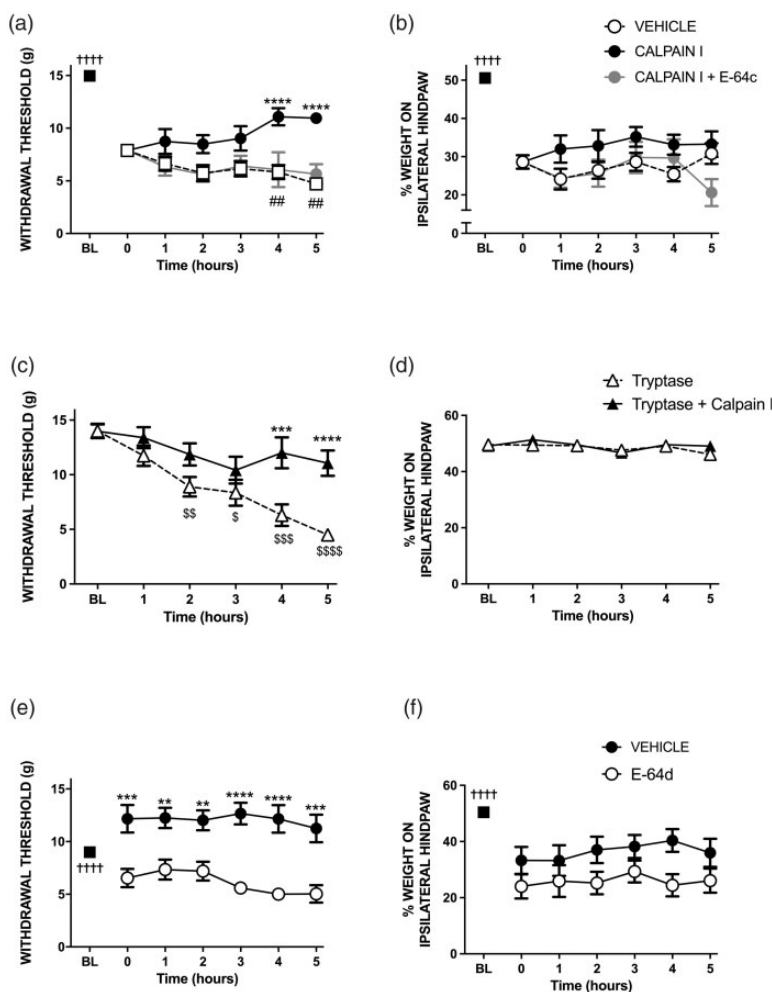 (a)
WITHDRAWAL THRESHOLD (g)
15
10
5
0
††††
****
****
##
##
BL
0
1
2
3
4
5
Time (hours)
(b)
VEHICLE
CALPAIN I
CALPAIN I + E-64c
% WEIGHT ON
IPSILATERAL HINDPAW
50
40
30
20
0
††††
BL
0
1
2
3
4
5
Time (hours)
(c)
WITHDRAWAL THRESHOLD (g)
15
10
5
0
***
****
$$
$
$$$
$$$$
BL
1
2
3
4
5
Time (hours)
(d)
Tryptase
Tryptase + Calpain I
% WEIGHT ON
IPSILATERAL HINDPAW
60
40
20
0
BL
1
2
3
4
5
Time (hours)
(e)
WITHDRAWAL THRESHOLD (g)
15
10
5
0
***
**
**
****
****
***
††††
BL
0
1
2
3
4
5
Time (hours)
(f)
VEHICLE
E-64d
% WEIGHT ON
IPSILATERAL HINDPAW
60
40
20
0
††††
BL
0
1
2
3
4
5
Time (hours)